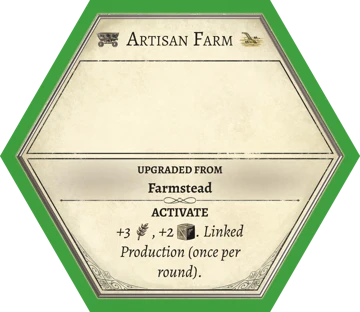 ARTISAN FARM
UPGRADED FROM
Farmstead
ACTIVATE
+3 , +2 . Linked
Production (once per
round).